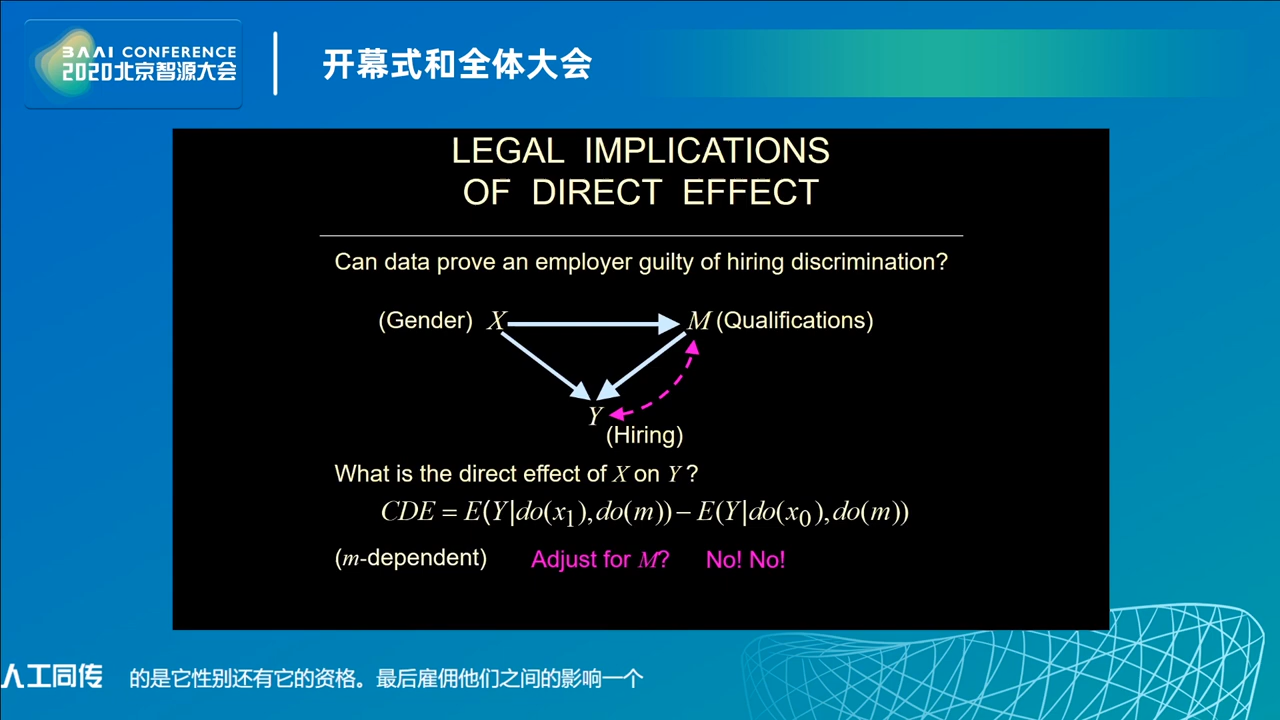 BAAI CONFERENCE
2020北京智源大会
开幕式和全体大会
LEGAL IMPLICATIONS
OF DIRECT EFFECT
Can data prove an employer guilty of hiring discrimination?
(Gender) X
M (Qualifications)
Y
(Hiring)
What is the direct effect of X on Y ?
CDE = E(Y|do(x₁),do(m)) – E(Y|do(x₀),do(m))
(m-dependent) Adjust for M? No! No!
人工同传 的是它性别还有它的资格。最后雇佣他们之间的影响一个